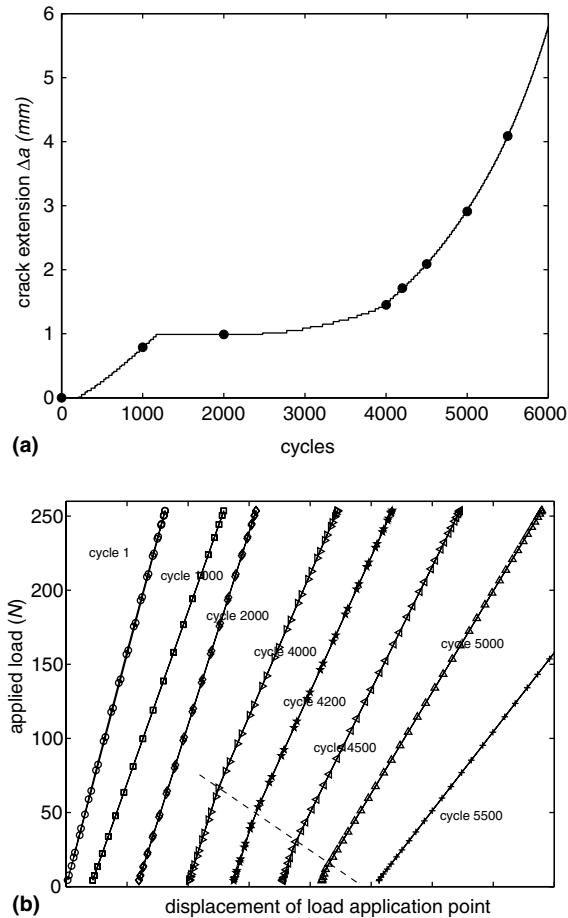 6
5
4
3
2
1
0
crack extension Δa (mm)
0 1000 2000 3000 4000 5000 6000
cycles
(a)
250
200
150
100
50
0
applied load (N)
cycle 1
cycle 1000
cycle 2000
cycle 4000
cycle 4200
cycle 4500
cycle 5000
cycle 5500
displacement of load application point
(b)